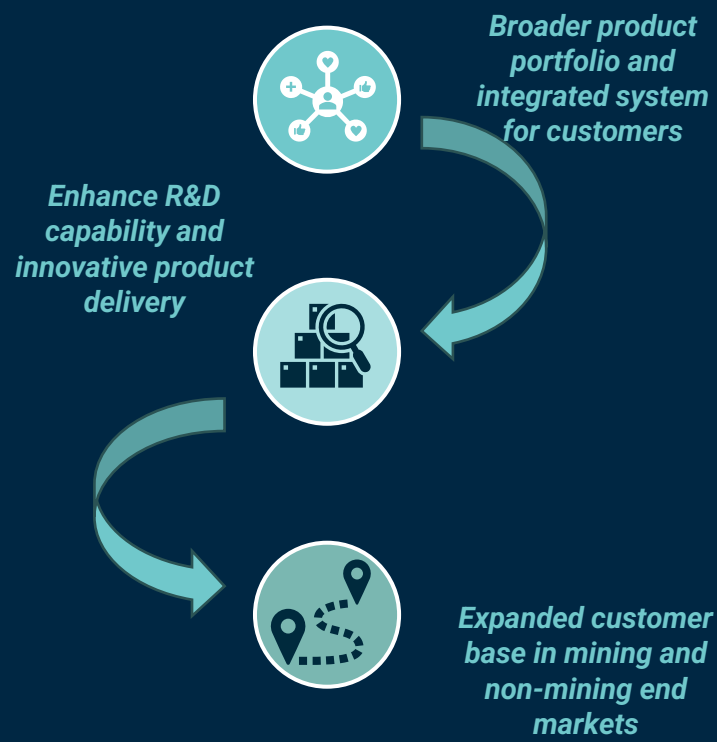 Broader product
portfolio and
integrated system
for customers
Enhance R&D
capability and
innovative product
delivery
Expanded customer
base in mining and
non-mining end
markets